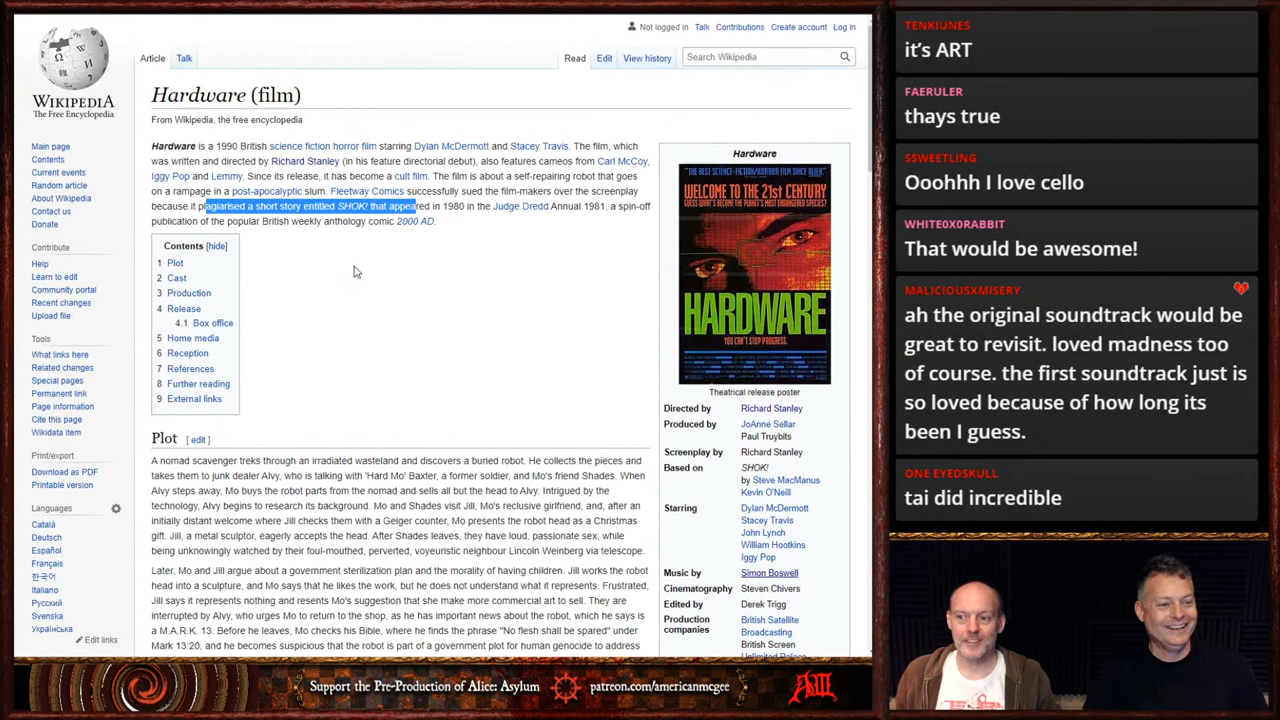 Not logged in Talk Contributions Create account Log in
Article Talk Read Edit View history Search Wikipedia
WIKIPEDIA
The Free Encyclopedia
Main page
Contents
Current events
Random article
About Wikipedia
Contact us
Donate
Contribute
Help
Learn to edit
Community portal
Recent changes
Upload file
Tools
What links here
Related changes
Special pages
Permanent link
Page information
Cite this page
Wikidata item
Print/export
Download as PDF
Printable version
Languages
Català
Deutsch
Español
Français
한국어
Italiano
Русский
Svenska
Українська
Edit links
Hardware (film)
From Wikipedia, the free encyclopedia
Hardware is a 1990 British science fiction horror film starring Dylan McDermott and Stacey Travis. The film, which
was written and directed by Richard Stanley (in his feature directorial debut), also features cameos from Carl McCoy,
Iggy Pop and Lemmy. Since its release, it has become a cult film. The film is about a self-repairing robot that goes
on a rampage in a post-apocalyptic slum. Fleetway Comics successfully sued the film-makers over the screenplay
because it plagiarised a short story entitled SHOK! that appeared in 1980 in the Judge Dredd Annual 1981, a spin-off
publication of the popular British weekly anthology comic 2000 AD.
Contents [hide]
1 Plot
2 Cast
3 Production
4 Release
4.1 Box office
5 Home media
6 Reception
7 References
8 Further reading
9 External links
Plot [ edit ]
A nomad scavenger treks through an irradiated wasteland and discovers a buried robot. He collects the pieces and
takes them to junk dealer Alvy, who is talking with 'Hard Mo' Baxter, a former soldier, and Mo's friend Shades. When
Alvy steps away, Mo buys the robot parts from the nomad and sells all but the head to Alvy. Intrigued by the
technology, Alvy begins to research its background. Mo and Shades visit Jill, Mo's reclusive girlfriend, and, after an
initially distant welcome where Jill checks them with a Geiger counter, Mo presents the robot head as a Christmas
gift. Jill, a metal sculptor, eagerly accepts the head. After Shades leaves, they have loud, passionate sex, while
being unknowingly watched by their foul-mouthed, perverted, voyeuristic neighbour Lincoln Weinberg via telescope.
Later, Mo and Jill argue about a government sterilization plan and the morality of having children. Jill works the robot
head into a sculpture, and Mo says that he likes the work, but he does not understand what it represents. Frustrated,
Jill says it represents nothing and resents Mo's suggestion that she make more commercial art to sell. They are
interrupted by Alvy, who urges Mo to return to the shop, as he has important news about the robot, which he says is
a M.A.R.K. 13. Before he leaves, Mo checks his Bible, where he finds the phrase "No flesh shall be spared" under
Mark 13:20, and he becomes suspicious that the robot is part of a government plot for human genocide to address
Hardware
"THE BEST SCIENCE-FICTION/HORROR FILM SINCE ALIEN"
WELCOME TO THE 21ST CENTURY
GUESS WHO'S BECOME THE PLANET'S MOST ENDANGERED SPECIES?
HARDWARE
YOU CAN'T STOP PROGRESS.
Theatrical release poster
Directed by Richard Stanley
Produced by JoAnne Sellar
Paul Trybits
Screenplay by Richard Stanley
Based on SHOK!
by Steve MacManus
Kevin O'Neill
Starring Dylan McDermott
Stacey Travis
John Lynch
William Hootkins
Iggy Pop
Music by Simon Boswell
Cinematography Steven Chivers
Edited by Derek Trigg
Production companies British Satellite
Broadcasting
British Screen
Unlimited Palace
TENKIUNES
it's ART
FAERULER
thays true
SSWEETLING
Ooohhh I love cello
WHITE0X0RABBIT
That would be awesome!
MALICIOUSXMISERY
ah the original soundtrack would be
great to revisit. loved madness too
of course. the first soundtrack just is
so loved because of how long its
been I guess.
ONE EYEDSKULL
tai did incredible
Support the Pre-Production of Alice: Asylum patreon.com/americanmcgee